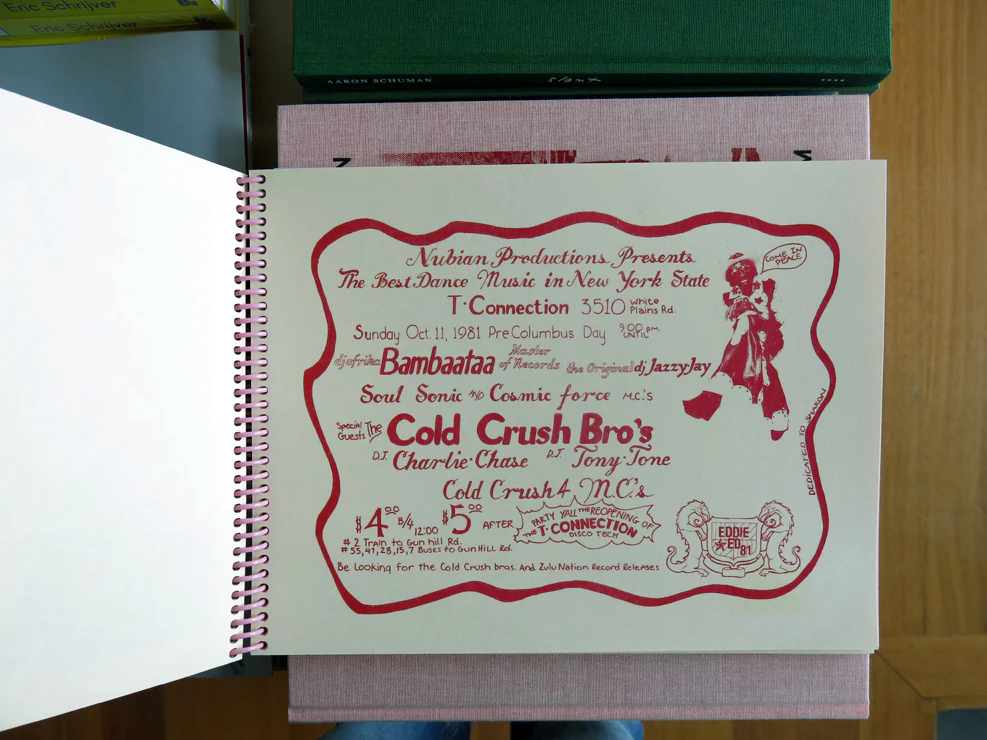 Eric Schrijver
Eric Schrijver
AARON SCHUMAN
slant
N
M
Nubian Productions Presents
The Best Dance Music in New York State
T·Connection 3510 White Plains Rd.
Sunday Oct. 11, 1981 Pre Columbus Day 9:00 P.M. UNTIL
dj afrika Bambaataa Master of Records the Original dj Jazzy Jay
Soul Sonic AND Cosmic force M.C.'s
Special Guests The Cold Crush Bro's
D.J. Charlie·Chase D.J. Tony·Tone
Cold Crush 4 M.C.'s
$4.00 B/4 12:00 $5.00 AFTER
PARTY YALL THE REOPENING OF
THE T·CONNECTION
DISCO TECH
# 2 Train to Gun hill Rd.
# 55, 41, 28, 15, 7 Buses to Gun Hill Rd.
Be Looking for the Cold Crush bros. And Zulu Nation Record Releases
COME IN
PEACE
DEDICATED TO SHARON
EDDIE
ED.
81